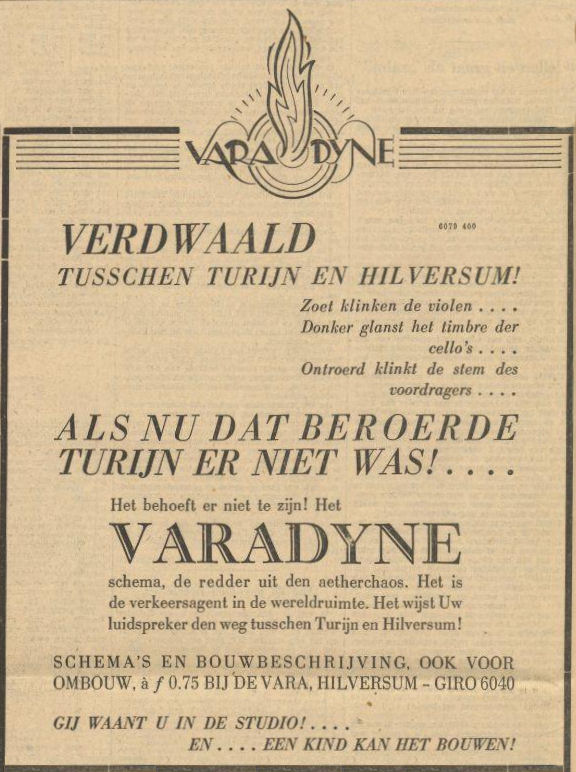 VARADYNE
VERDWAALD
6079 400
TUSSCHEN TURIJN EN HILVERSUM!
Zoet klinken de violen . . . .
Donker glanst het timbre der
cello's . . . .
Ontroerd klinkt de stem des
voordragers . . . .
ALS NU DAT BEROERDE
TURIJN ER NIET WAS! . . . .
Het behoeft er niet te zijn! Het
VARADYNE
schema, de redder uit den aetherchaos. Het is
de verkeersagent in de wereldruimte. Het wijst Uw
luidspreker den weg tusschen Turijn en Hilversum!
SCHEMA'S EN BOUWBESCHRIJVING, OOK VOOR
OMBOUW, à f 0.75 BIJ DE VARA, HILVERSUM – GIRO 6040
GIJ WAANT U IN DE STUDIO! . . . .
EN . . . . EEN KIND KAN HET BOUWEN!